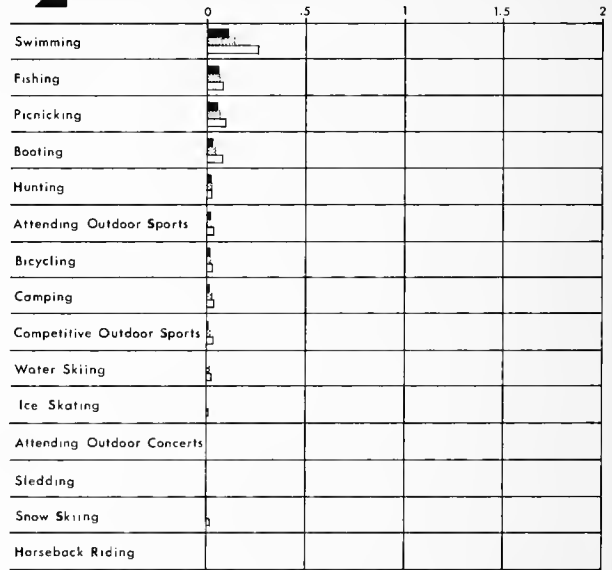 0 .5 1 1.5 2
Swimming
Fishing
Picnicking
Boating
Hunting
Attending Outdoor Sports
Bicycling
Camping
Competitive Outdoor Sports
Water Skiing
Ice Skating
Attending Outdoor Concerts
Sledding
Snow Skiing
Horseback Riding